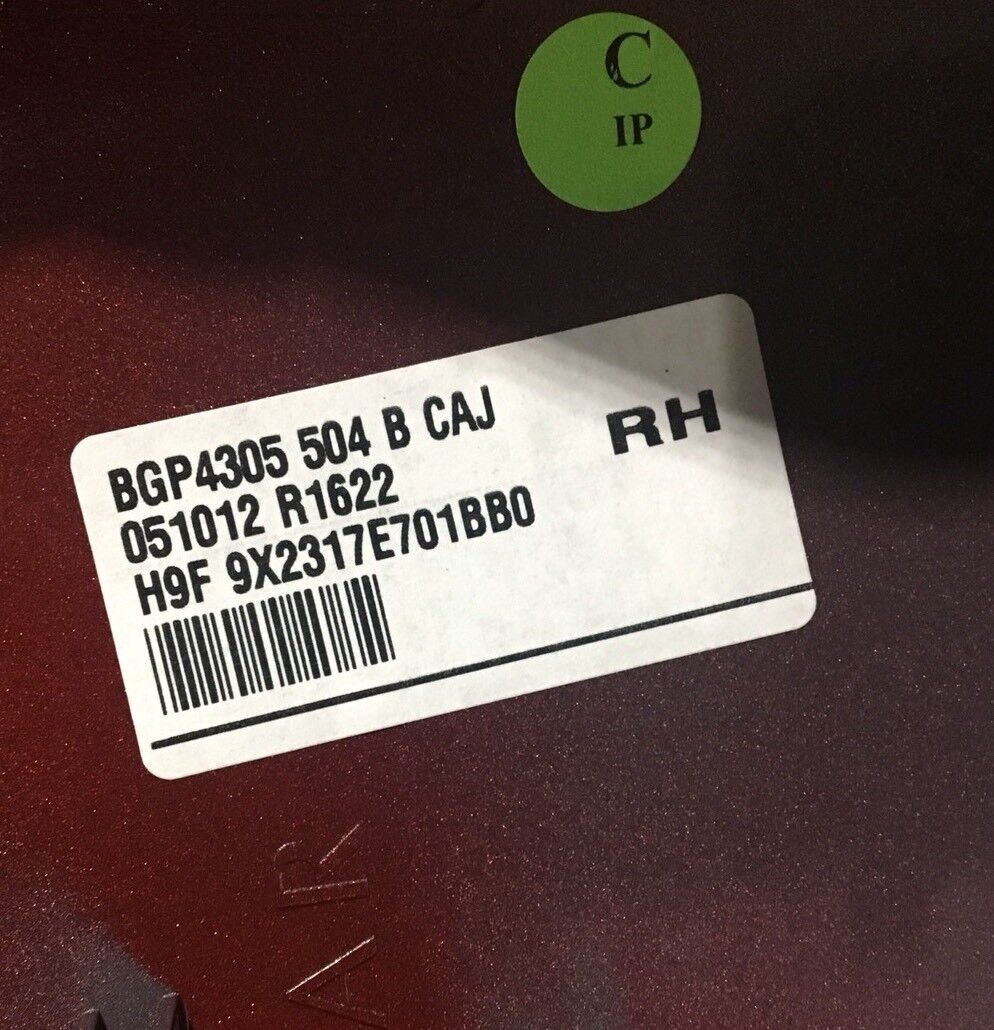 C
IP
RH
BGP4305 504 B CAJ
051012 R1622
H9F 9X2317E701BB0